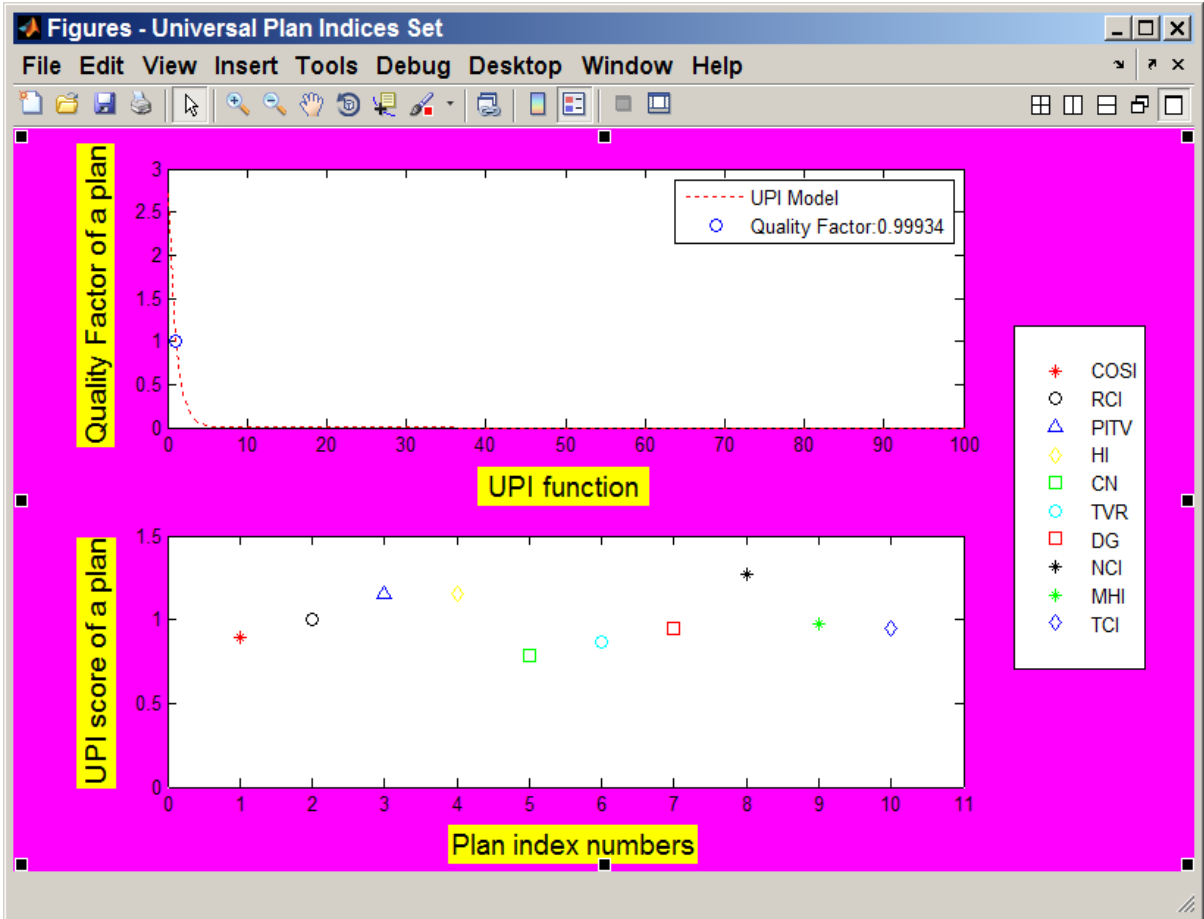 Figures - Universal Plan Indices Set
File Edit View Insert Tools Debug Desktop Window Help
Quality Factor of a plan
3
2.5
2
1.5
1
0.5
0
0 10 20 30 40 50 60 70 80 90 100
UPI Model
Quality Factor:0.99934
UPI function
UPI score of a plan
1.5
1
0.5
0
0 1 2 3 4 5 6 7 8 9 10 11
Plan index numbers
COSI
RCI
PITV
HI
CN
TVR
DG
NCI
MHI
TCI